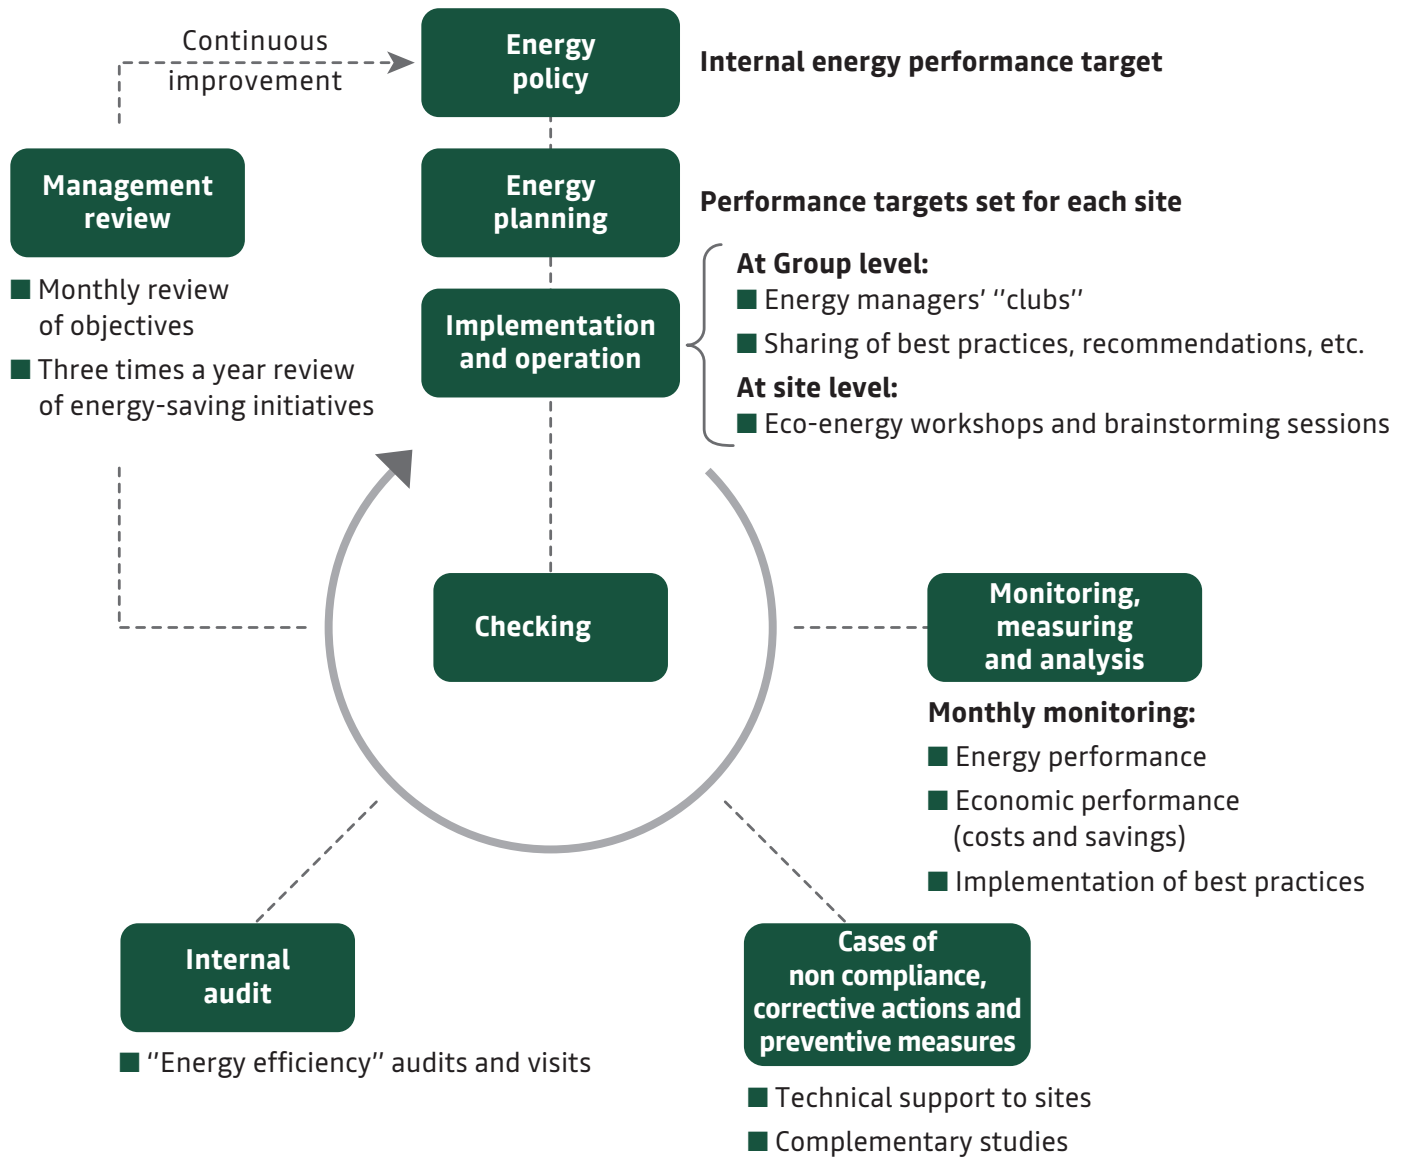 Continuous
improvement
Energy
policy
Internal energy performance target
Management
review
Energy
planning
Performance targets set for each site
■ Monthly review
of objectives
■ Three times a year review
of energy-saving initiatives
Implementation
and operation
At Group level:
■ Energy managers’ ‘’clubs’’
■ Sharing of best practices, recommendations, etc.
At site level:
■ Eco-energy workshops and brainstorming sessions
Checking
Monitoring,
measuring
and analysis
Monthly monitoring:
■ Energy performance
■ Economic performance
(costs and savings)
■ Implementation of best practices
Internal
audit
■ ‘’Energy efficiency’’ audits and visits
Cases of
non compliance,
corrective actions and
preventive measures
■ Technical support to sites
■ Complementary studies